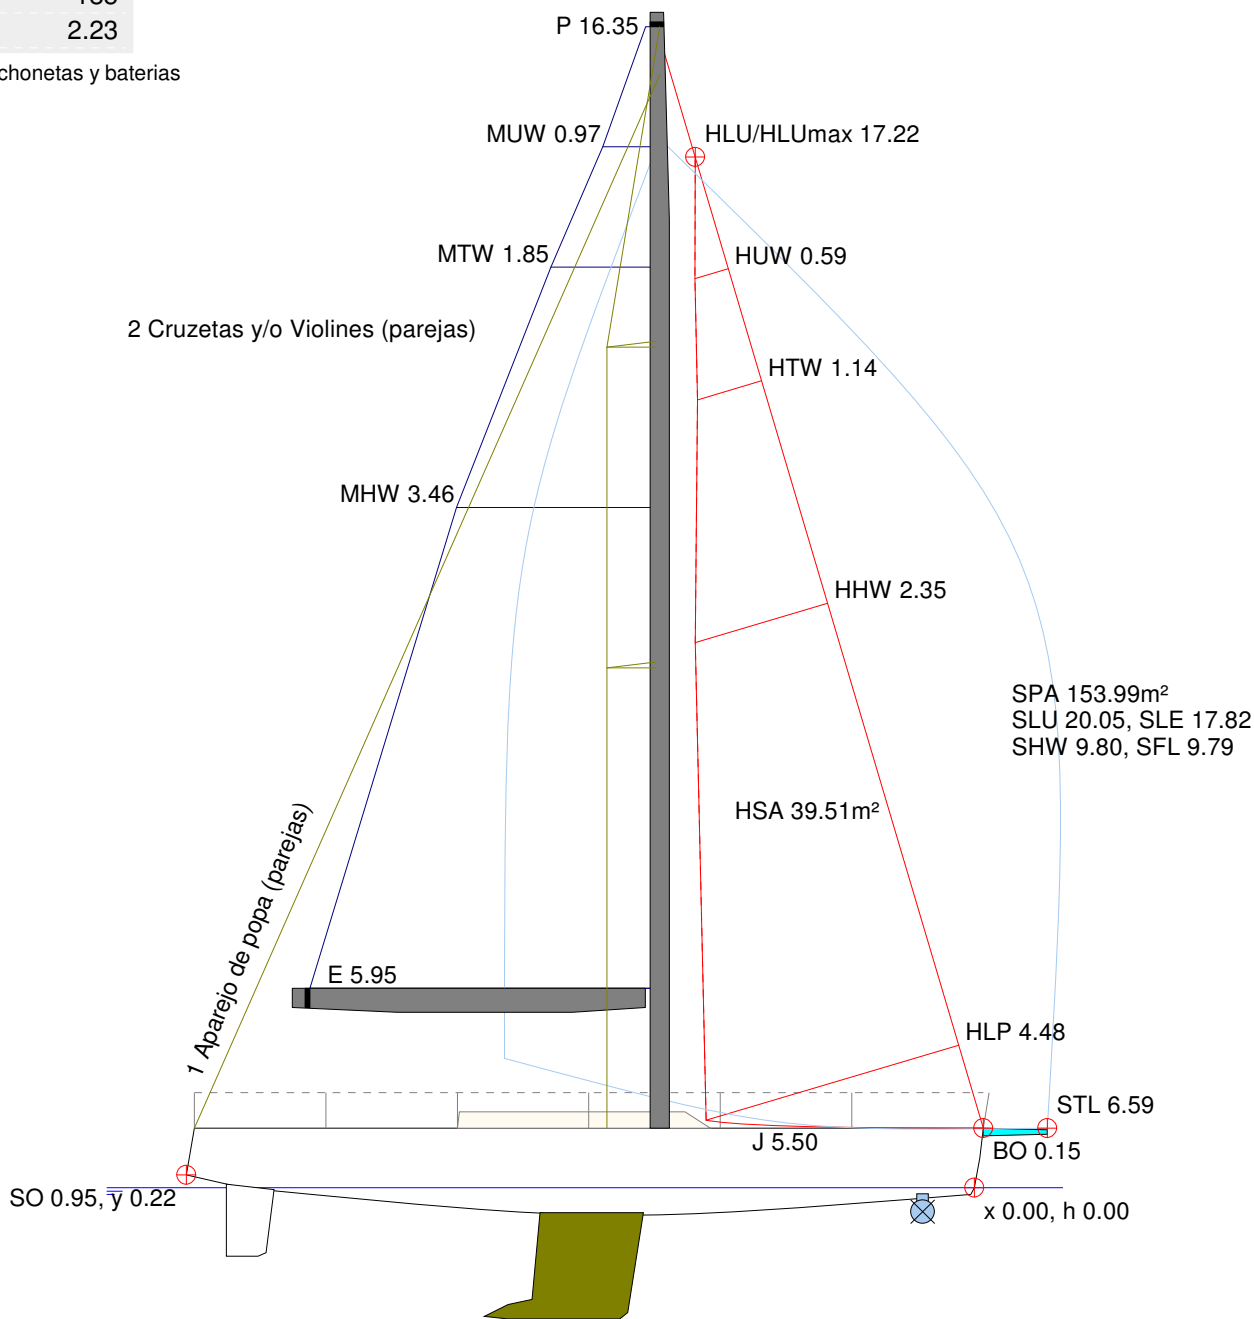 2.23
chonetas y baterias
P 16.35
MUW 0.97
HLU/HLUmax 17.22
MTW 1.85
HUW 0.59
2 Cruzetas y/o Violines (parejas)
HTW 1.14
MHW 3.46
HHW 2.35
SPA 153.99m²
SLU 20.05, SLE 17.82
SHW 9.80, SFL 9.79
HSA 39.51m²
1 Aparejo de popa (parejas)
E 5.95
HLP 4.48
STL 6.59
J 5.50
BO 0.15
SO 0.95, y 0.22
x 0.00, h 0.00